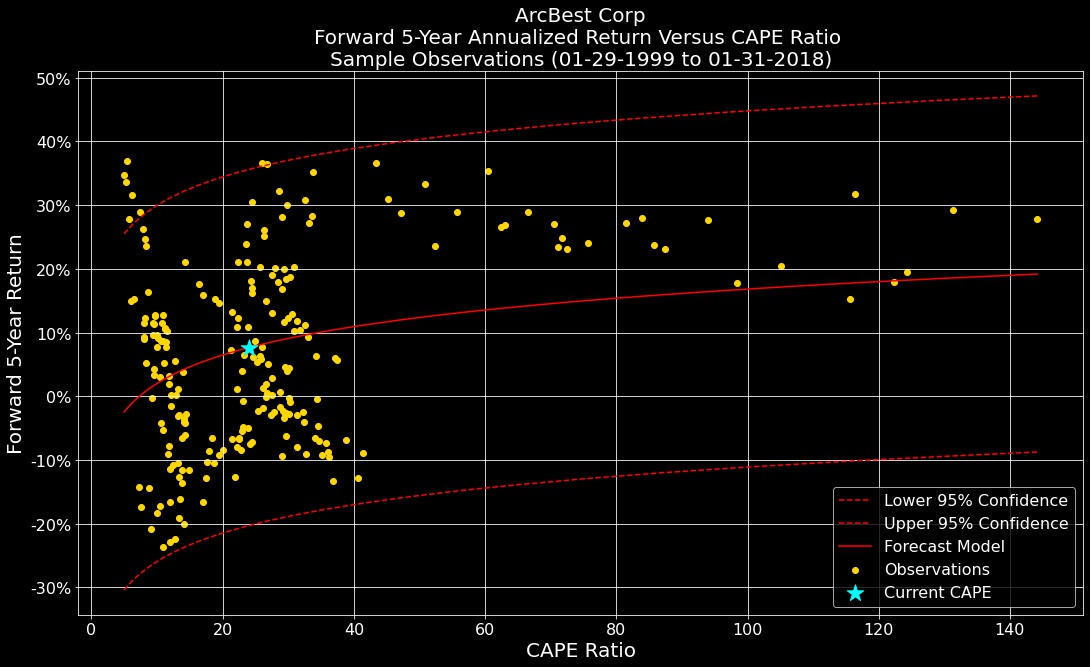 ArcBest Corp
Forward 5-Year Annualized Return Versus CAPE Ratio
Sample Observations (01-29-1999 to 01-31-2018)
50%
40%
30%
20%
10%
0%
-10%
-20%
-30%
Forward 5-Year Return
Lower 95% Confidence
Upper 95% Confidence
Forecast Model
Observations
Current CAPE
0 20 40 60 80 100 120 140
CAPE Ratio